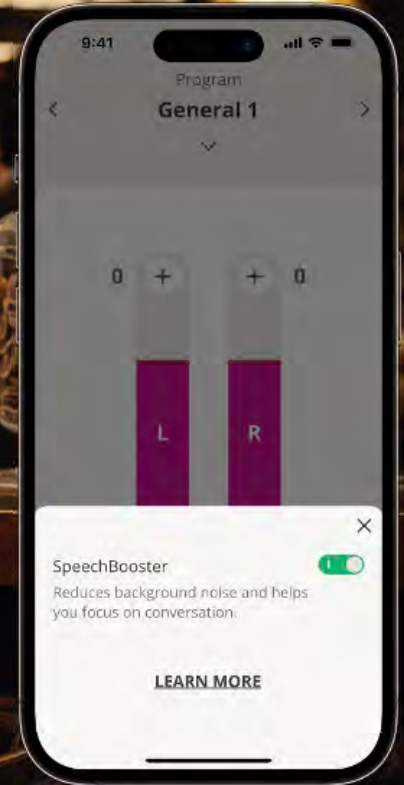 9:41
Program
General 1
0 + + 0
L R
SpeechBooster
Reduces background noise and helps
you focus on conversation.
LEARN MORE